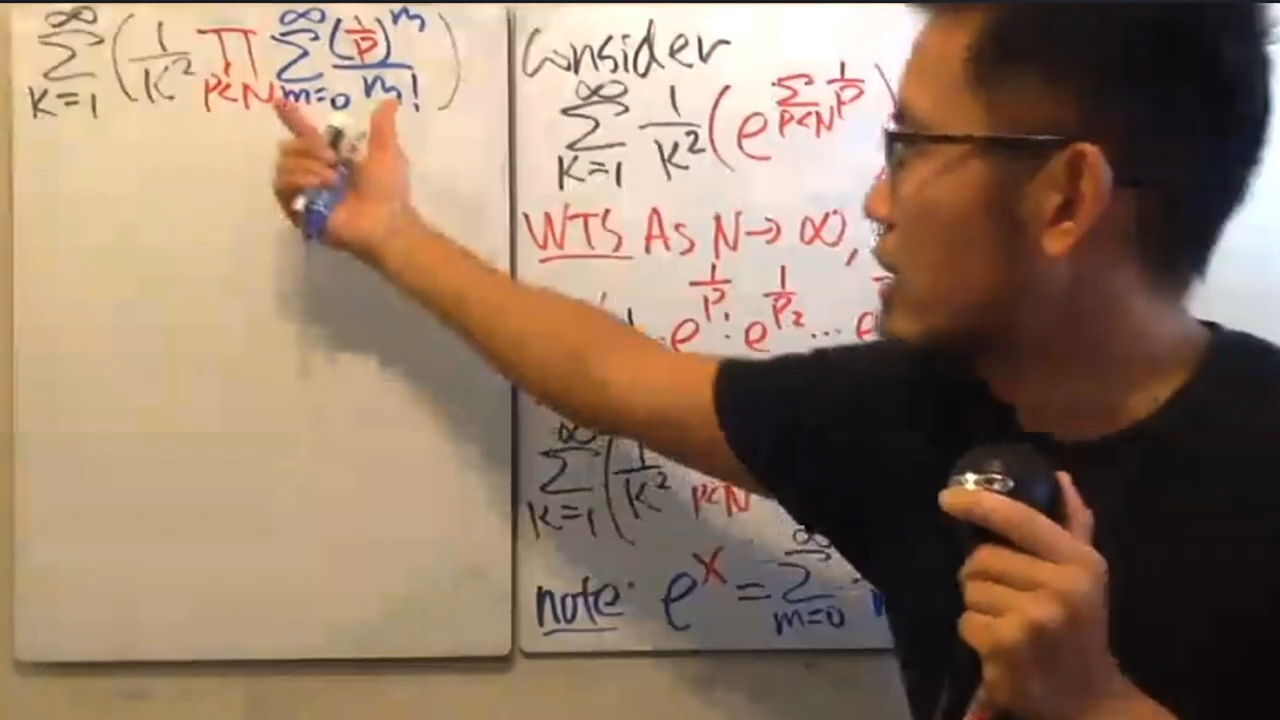 ∞∑K=1 (1/K² ∏P<N ∞∑m=0 (1/P)^m/m!)
Consider
∞∑K=1 1/K² (e^∑P<N 1/P)
WTS As N→∞,
e^1/P₁ · e^1/P₂ ... e
∞∑K=1 (1/K² P<N
note: e^x = ∞∑m=0